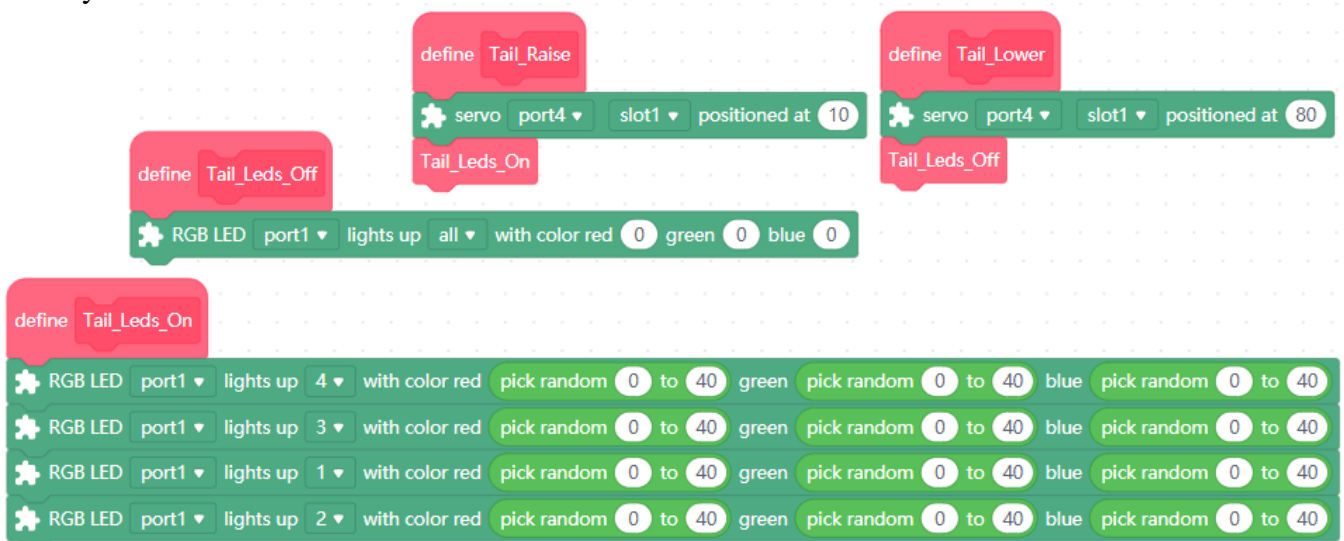 define Tail_Raise
servo port4 slot1 positioned at 10
Tail_Leds_On
define Tail_Lower
servo port4 slot1 positioned at 80
Tail_Leds_Off
define Tail_Leds_Off
RGB LED port1 lights up all with color red 0 green 0 blue 0
define Tail_Leds_On
RGB LED port1 lights up 4 with color red pick random 0 to 40 green pick random 0 to 40 blue pick random 0 to 40
RGB LED port1 lights up 3 with color red pick random 0 to 40 green pick random 0 to 40 blue pick random 0 to 40
RGB LED port1 lights up 1 with color red pick random 0 to 40 green pick random 0 to 40 blue pick random 0 to 40
RGB LED port1 lights up 2 with color red pick random 0 to 40 green pick random 0 to 40 blue pick random 0 to 40